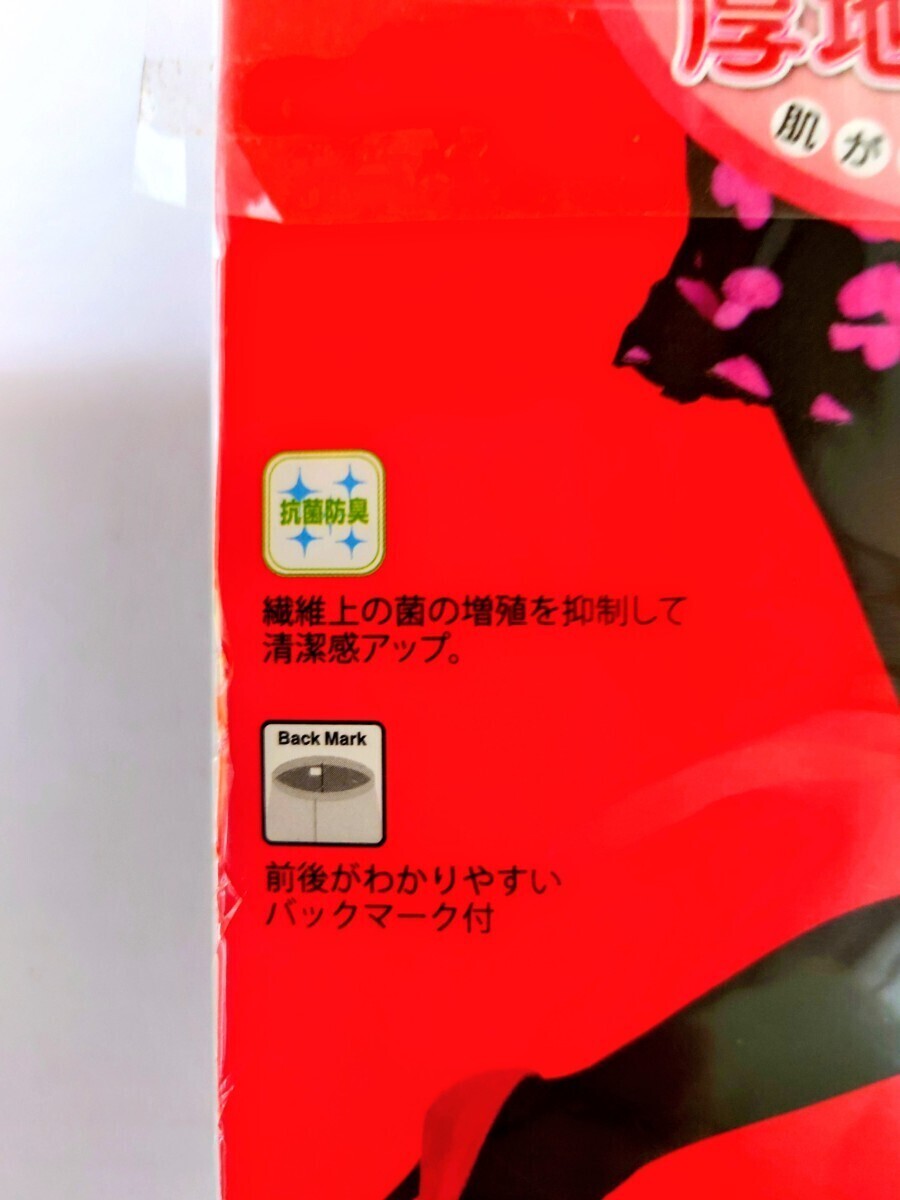 厚地
肌が
抗菌防臭
繊維上の菌の増殖を抑制して
清潔感アップ。
Back Mark
前後がわかりやすい
バックマーク付